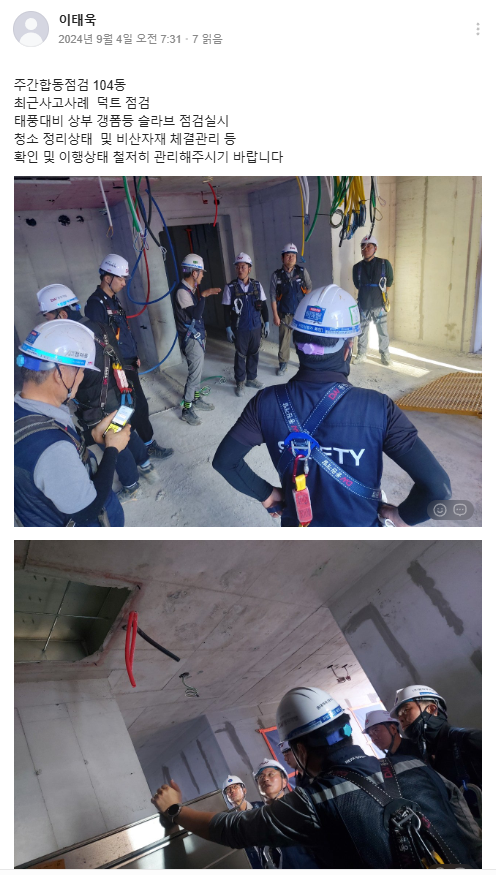 이태욱
2024년 9월 4일 오전 7:31 · 7 읽음
주간합동점검 104동
최근사고사례  덕트 점검
태풍대비 상부 갱폼등 슬라브 점검실시
청소 정리상태  및 비산자재 체결관리 등
확인 및 이행상태 철저히 관리해주시기 바랍니다